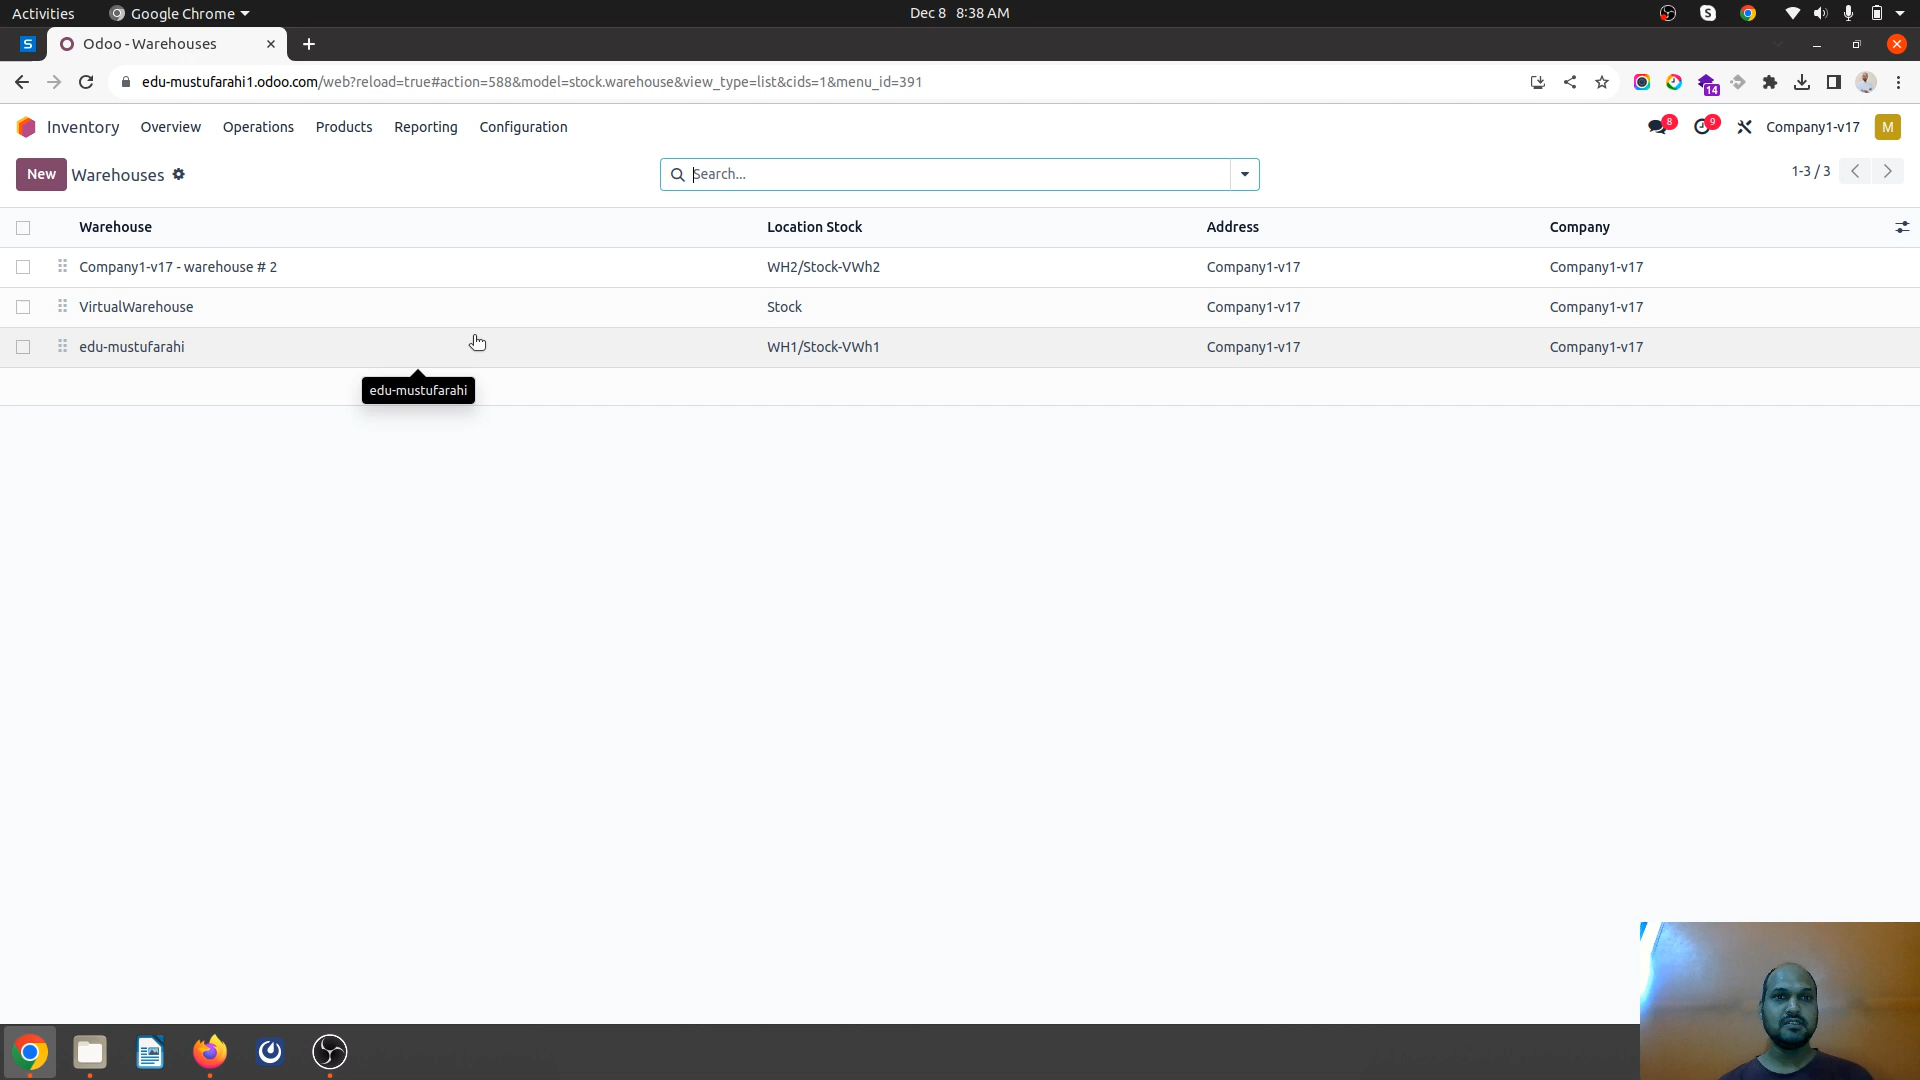 Activities Google Chrome Dec 8 8:38 AM
S Odoo - Warehouses
edu-mustufarahi1.odoo.com/web?reload=true#action=588&model=stock.warehouse&view_type=list&cids=1&menu_id=391 14
Inventory Overview Operations Products Reporting Configuration 8 9 Company1-v17 M
New Warehouses Search... 1-3 / 3
Warehouse Location Stock Address Company
Company1-v17 - warehouse # 2 WH2/Stock-VWh2 Company1-v17 Company1-v17
VirtualWarehouse Stock Company1-v17 Company1-v17
edu-mustufarahi WH1/Stock-VWh1 Company1-v17 Company1-v17
edu-mustufarahi